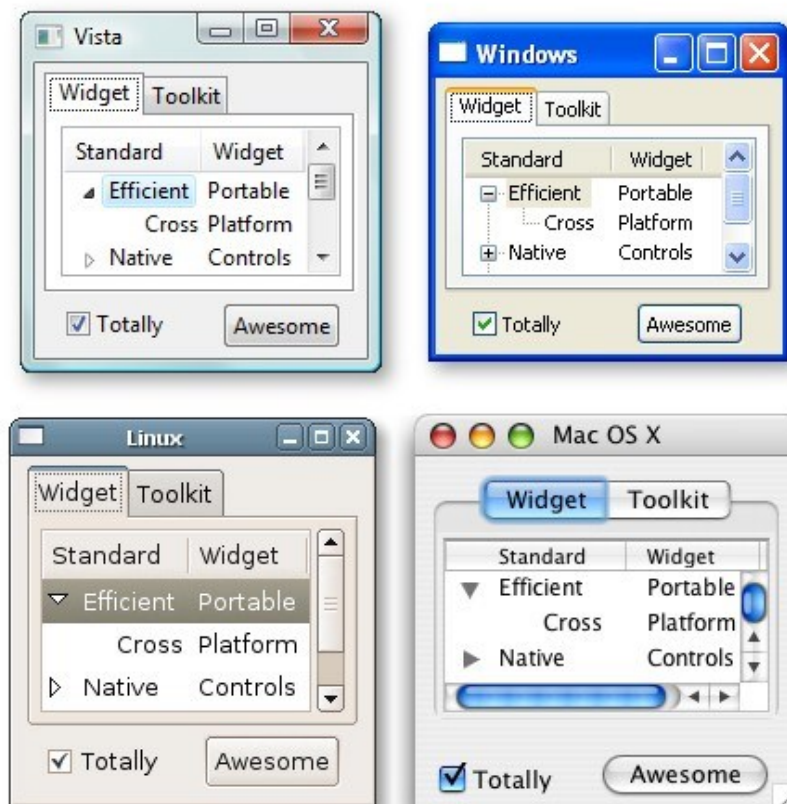 Vista
Widget Toolkit
Standard Widget
Efficient Portable
Cross Platform
Native Controls
Totally Awesome
Windows
Widget Toolkit
Standard Widget
Efficient Portable
Cross Platform
Native Controls
Totally Awesome
Linux
Widget Toolkit
Standard Widget
Efficient Portable
Cross Platform
Native Controls
Totally Awesome
Mac OS X
Widget Toolkit
Standard Widget
Efficient Portable
Cross Platform
Native Controls
Totally Awesome